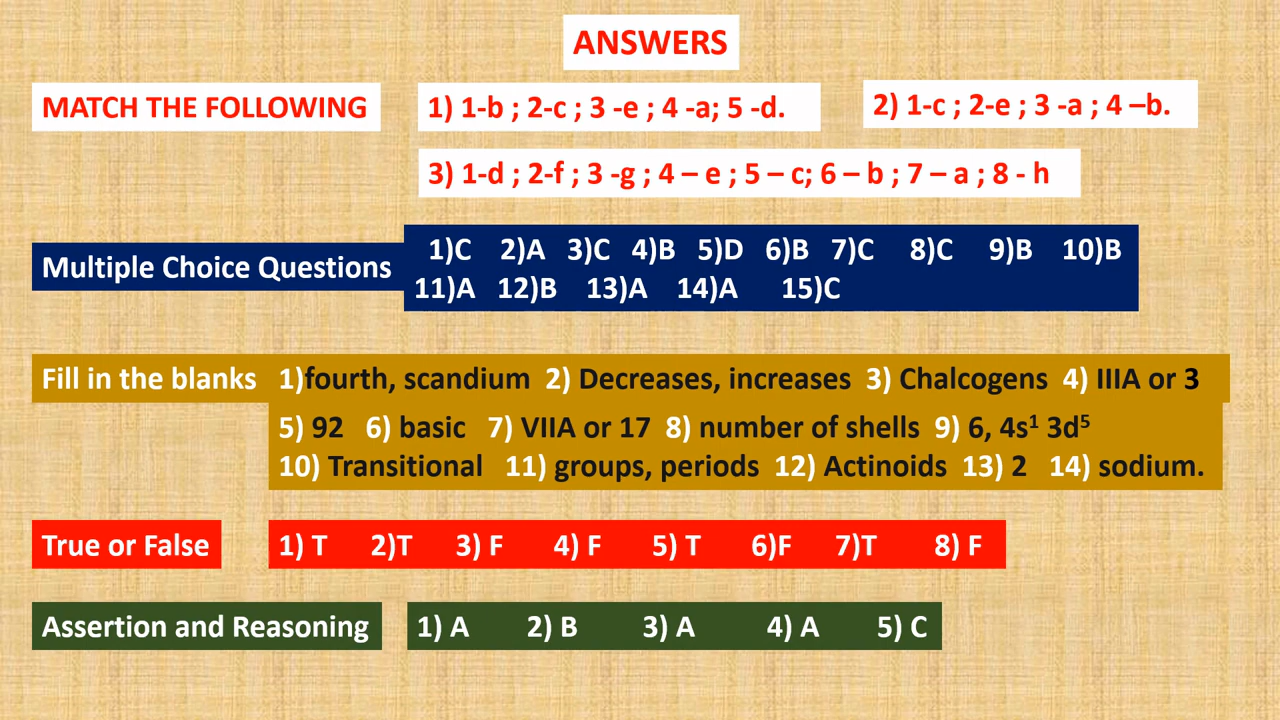 ANSWERS
MATCH THE FOLLOWING 1) 1-b ; 2-c ; 3 -e ; 4 -a; 5 -d. 2) 1-c ; 2-e ; 3 -a ; 4 –b.
3) 1-d ; 2-f ; 3 -g ; 4 – e ; 5 – c; 6 – b ; 7 – a ; 8 - h
Multiple Choice Questions
1)C 2)A 3)C 4)B 5)D 6)B 7)C 8)C 9)B 10)B
11)A 12)B 13)A 14)A 15)C
Fill in the blanks 1)fourth, scandium 2) Decreases, increases 3) Chalcogens 4) IIIA or 3
5) 92 6) basic 7) VIIA or 17 8) number of shells 9) 6, 4s¹ 3d⁵
10) Transitional 11) groups, periods 12) Actinoids 13) 2 14) sodium.
True or False 1) T 2)T 3) F 4) F 5) T 6)F 7)T 8) F
Assertion and Reasoning 1) A 2) B 3) A 4) A 5) C